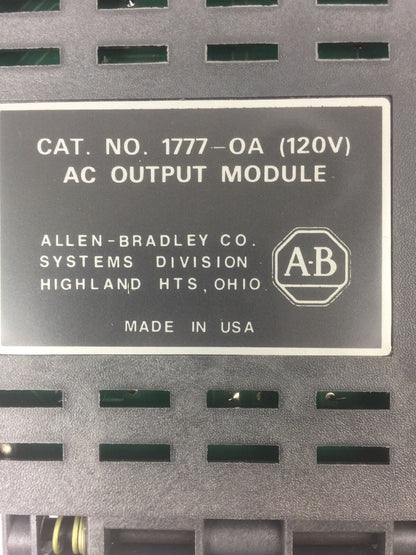 CAT. NO. 1777-OA (120V)
AC OUTPUT MODULE
ALLEN-BRADLEY CO.
SYSTEMS DIVISION
HIGHLAND HTS, OHIO
A-B
MADE IN USA